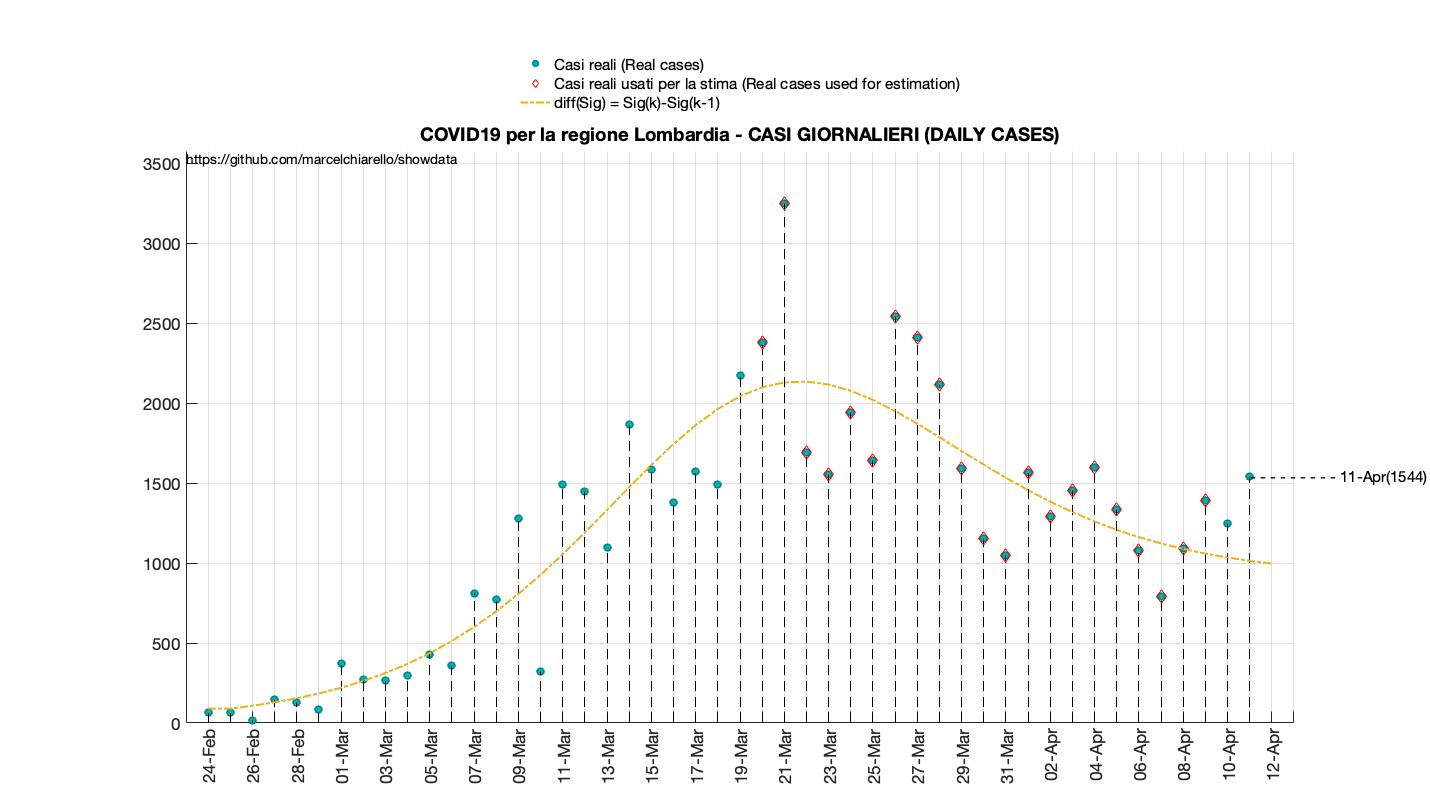 Casi reali (Real cases)
Casi reali usati per la stima (Real cases used for estimation)
diff(Sig) = Sig(k)-Sig(k-1)
COVID19 per la regione Lombardia - CASI GIORNALIERI (DAILY CASES)
https://github.com/marcelchiarello/showdata
3500
3000
2500
2000
1500
1000
500
0
11-Apr(1544)
24-Feb
26-Feb
28-Feb
01-Mar
03-Mar
05-Mar
07-Mar
09-Mar
11-Mar
13-Mar
15-Mar
17-Mar
19-Mar
21-Mar
23-Mar
25-Mar
27-Mar
29-Mar
31-Mar
02-Apr
04-Apr
06-Apr
08-Apr
10-Apr
12-Apr